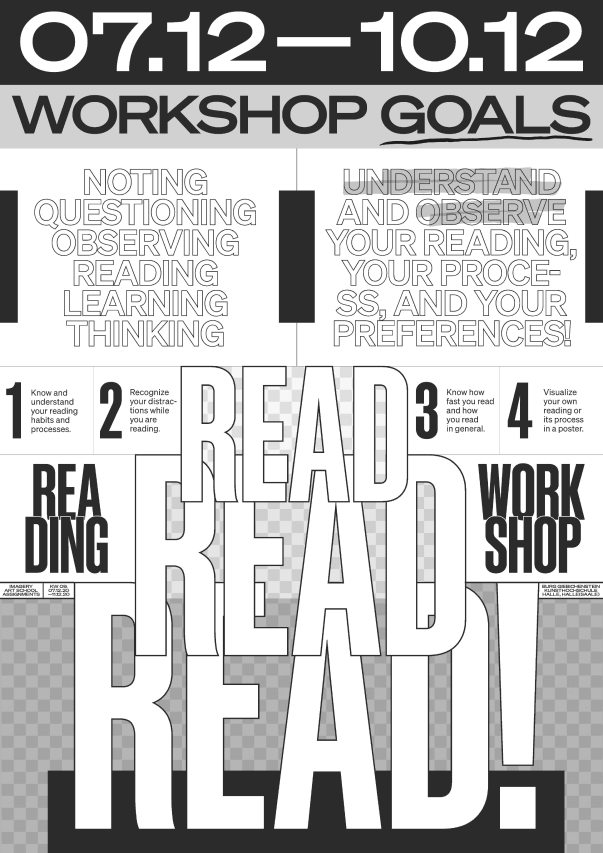 07.12—10.12
WORKSHOP GOALS
NOTING
QUESTIONING
OBSERVING
READING
LEARNING
THINKING
UNDERSTAND
AND OBSERVE
YOUR READING,
YOUR PROCE-
SS, AND YOUR
PREFERENCES!
1
Know and
understand
your reading
habits and
processes.
2
Recognize
your distrac-
tions while
you are
reading.
3
Know how
fast you read
and how
you read
in general.
4
Visualize
your own
reading or
its process
in a poster.
READ
READ
READ!
REA
DING
WORK
SHOP
IMAGERY
ART SCHOOL
ASSIGNMENTS
KW 09.
07.12.20
—11.12.20
BURG GIEBICHENSTEIN
KUNSTHOCHSCHULE
HALLE, HALLE(SAALE)